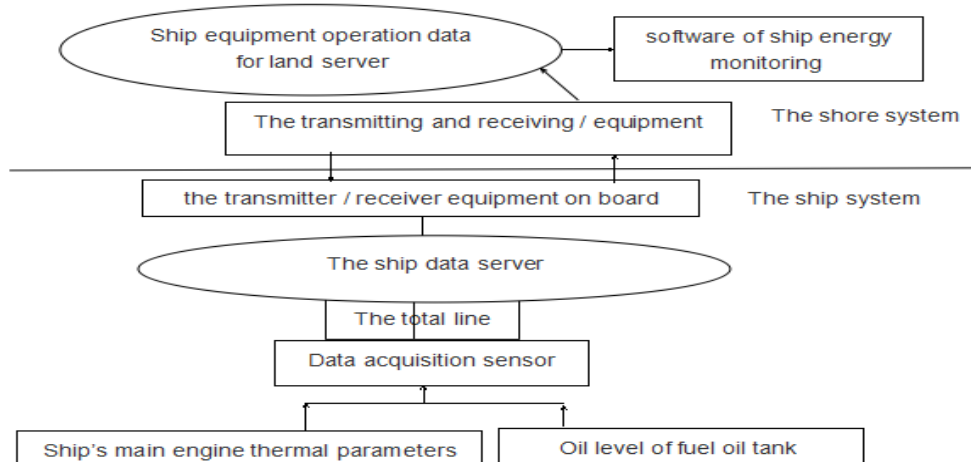 Ship equipment operation data
for land server
software of ship energy
monitoring
The transmitting and receiving / equipment
The shore system
the transmitter / receiver equipment on board
The ship system
The ship data server
The total line
Data acquisition sensor
Ship's main engine thermal parameters
Oil level of fuel oil tank